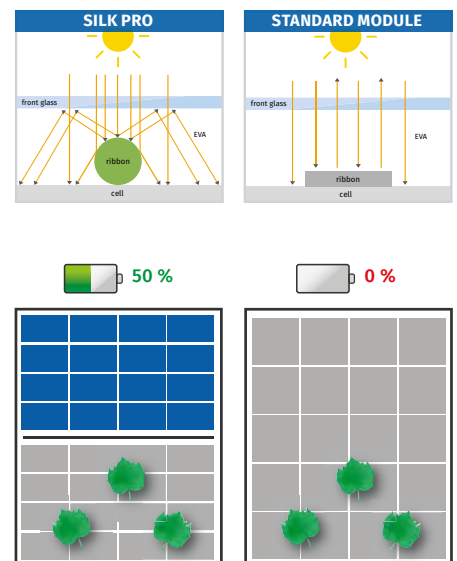 SILK PRO
STANDARD MODULE
front glass
EVA
ribbon
cell
front glass
EVA
ribbon
cell
50 %
0 %